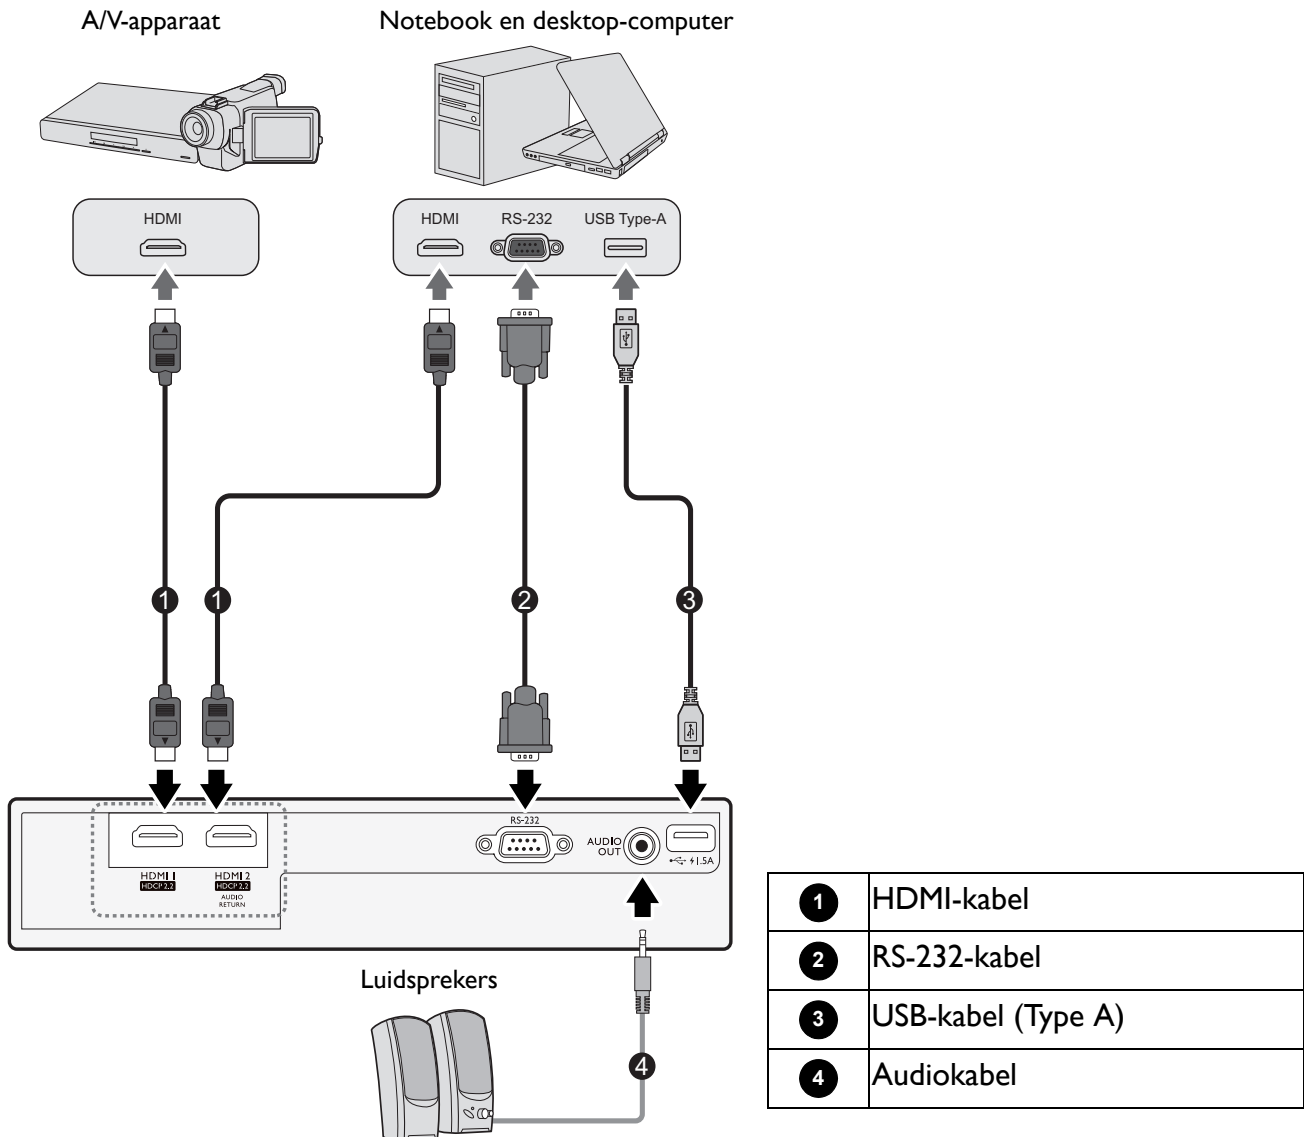 A/V-apparaat
Notebook en desktop-computer
HDMI
HDMI RS-232 USB Type-A
1 1 2 3
RS-232
AUDIO
OUT
1.5A
HDMI 1
HDCP 2.2
HDMI 2
HDCP 2.2
AUDIO
RETURN
Luidsprekers
4
1 HDMI-kabel
2 RS-232-kabel
3 USB-kabel (Type A)
4 Audiokabel